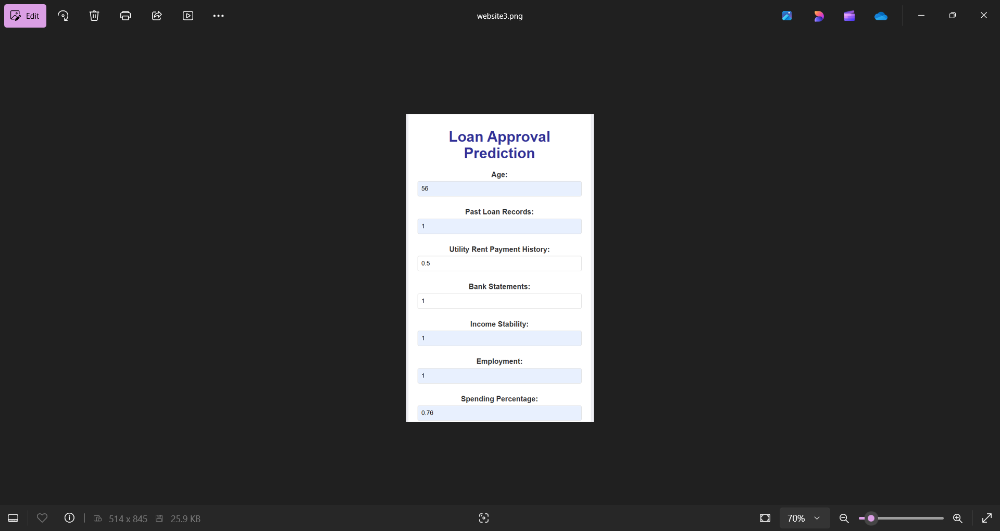 Edit
website3.png
Loan Approval
Prediction
Age:
56
Past Loan Records:
1
Utility Rent Payment History:
0.5
Bank Statements:
1
Income Stability:
1
Employment:
1
Spending Percentage:
0.76
514 x 845
25.9 KB
70%